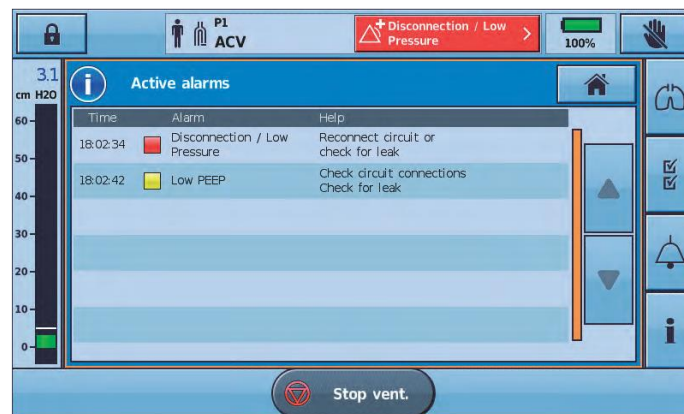 P1
ACV
Disconnection / Low
Pressure
100%
3.1
cm H2O
60
50
40
30
20
10
0
Active alarms
Time Alarm Help
18:02:34 Disconnection / Low Pressure Reconnect circuit or check for leak
18:02:42 Low PEEP Check circuit connections Check for leak
Stop vent.